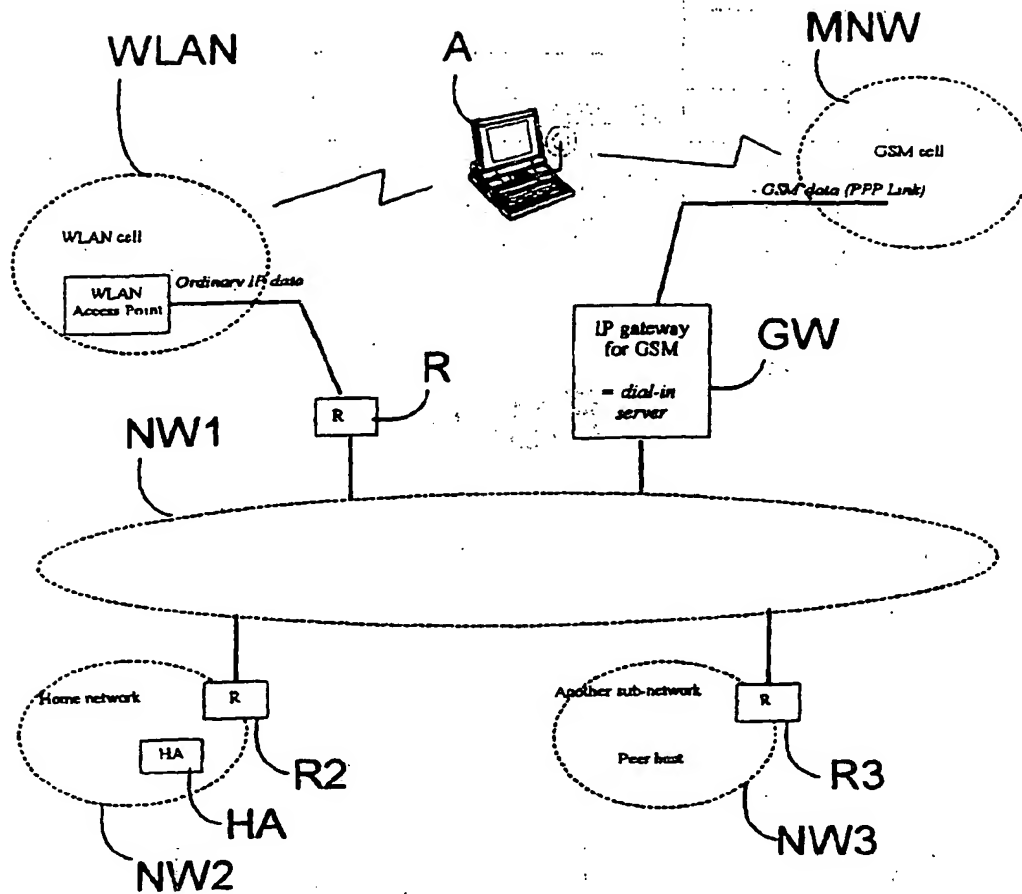 WLAN
A
MNW
GSM cell
GSM data (PPP Link)
WLAN cell
Ordinary IP data
WLAN
Access Point
IP gateway
for GSM
= dial-in
server
GW
R
R
NW1
Home network
R
HA
R2
HA
NW2
Another sub-network
R
Peer host
R3
NW3